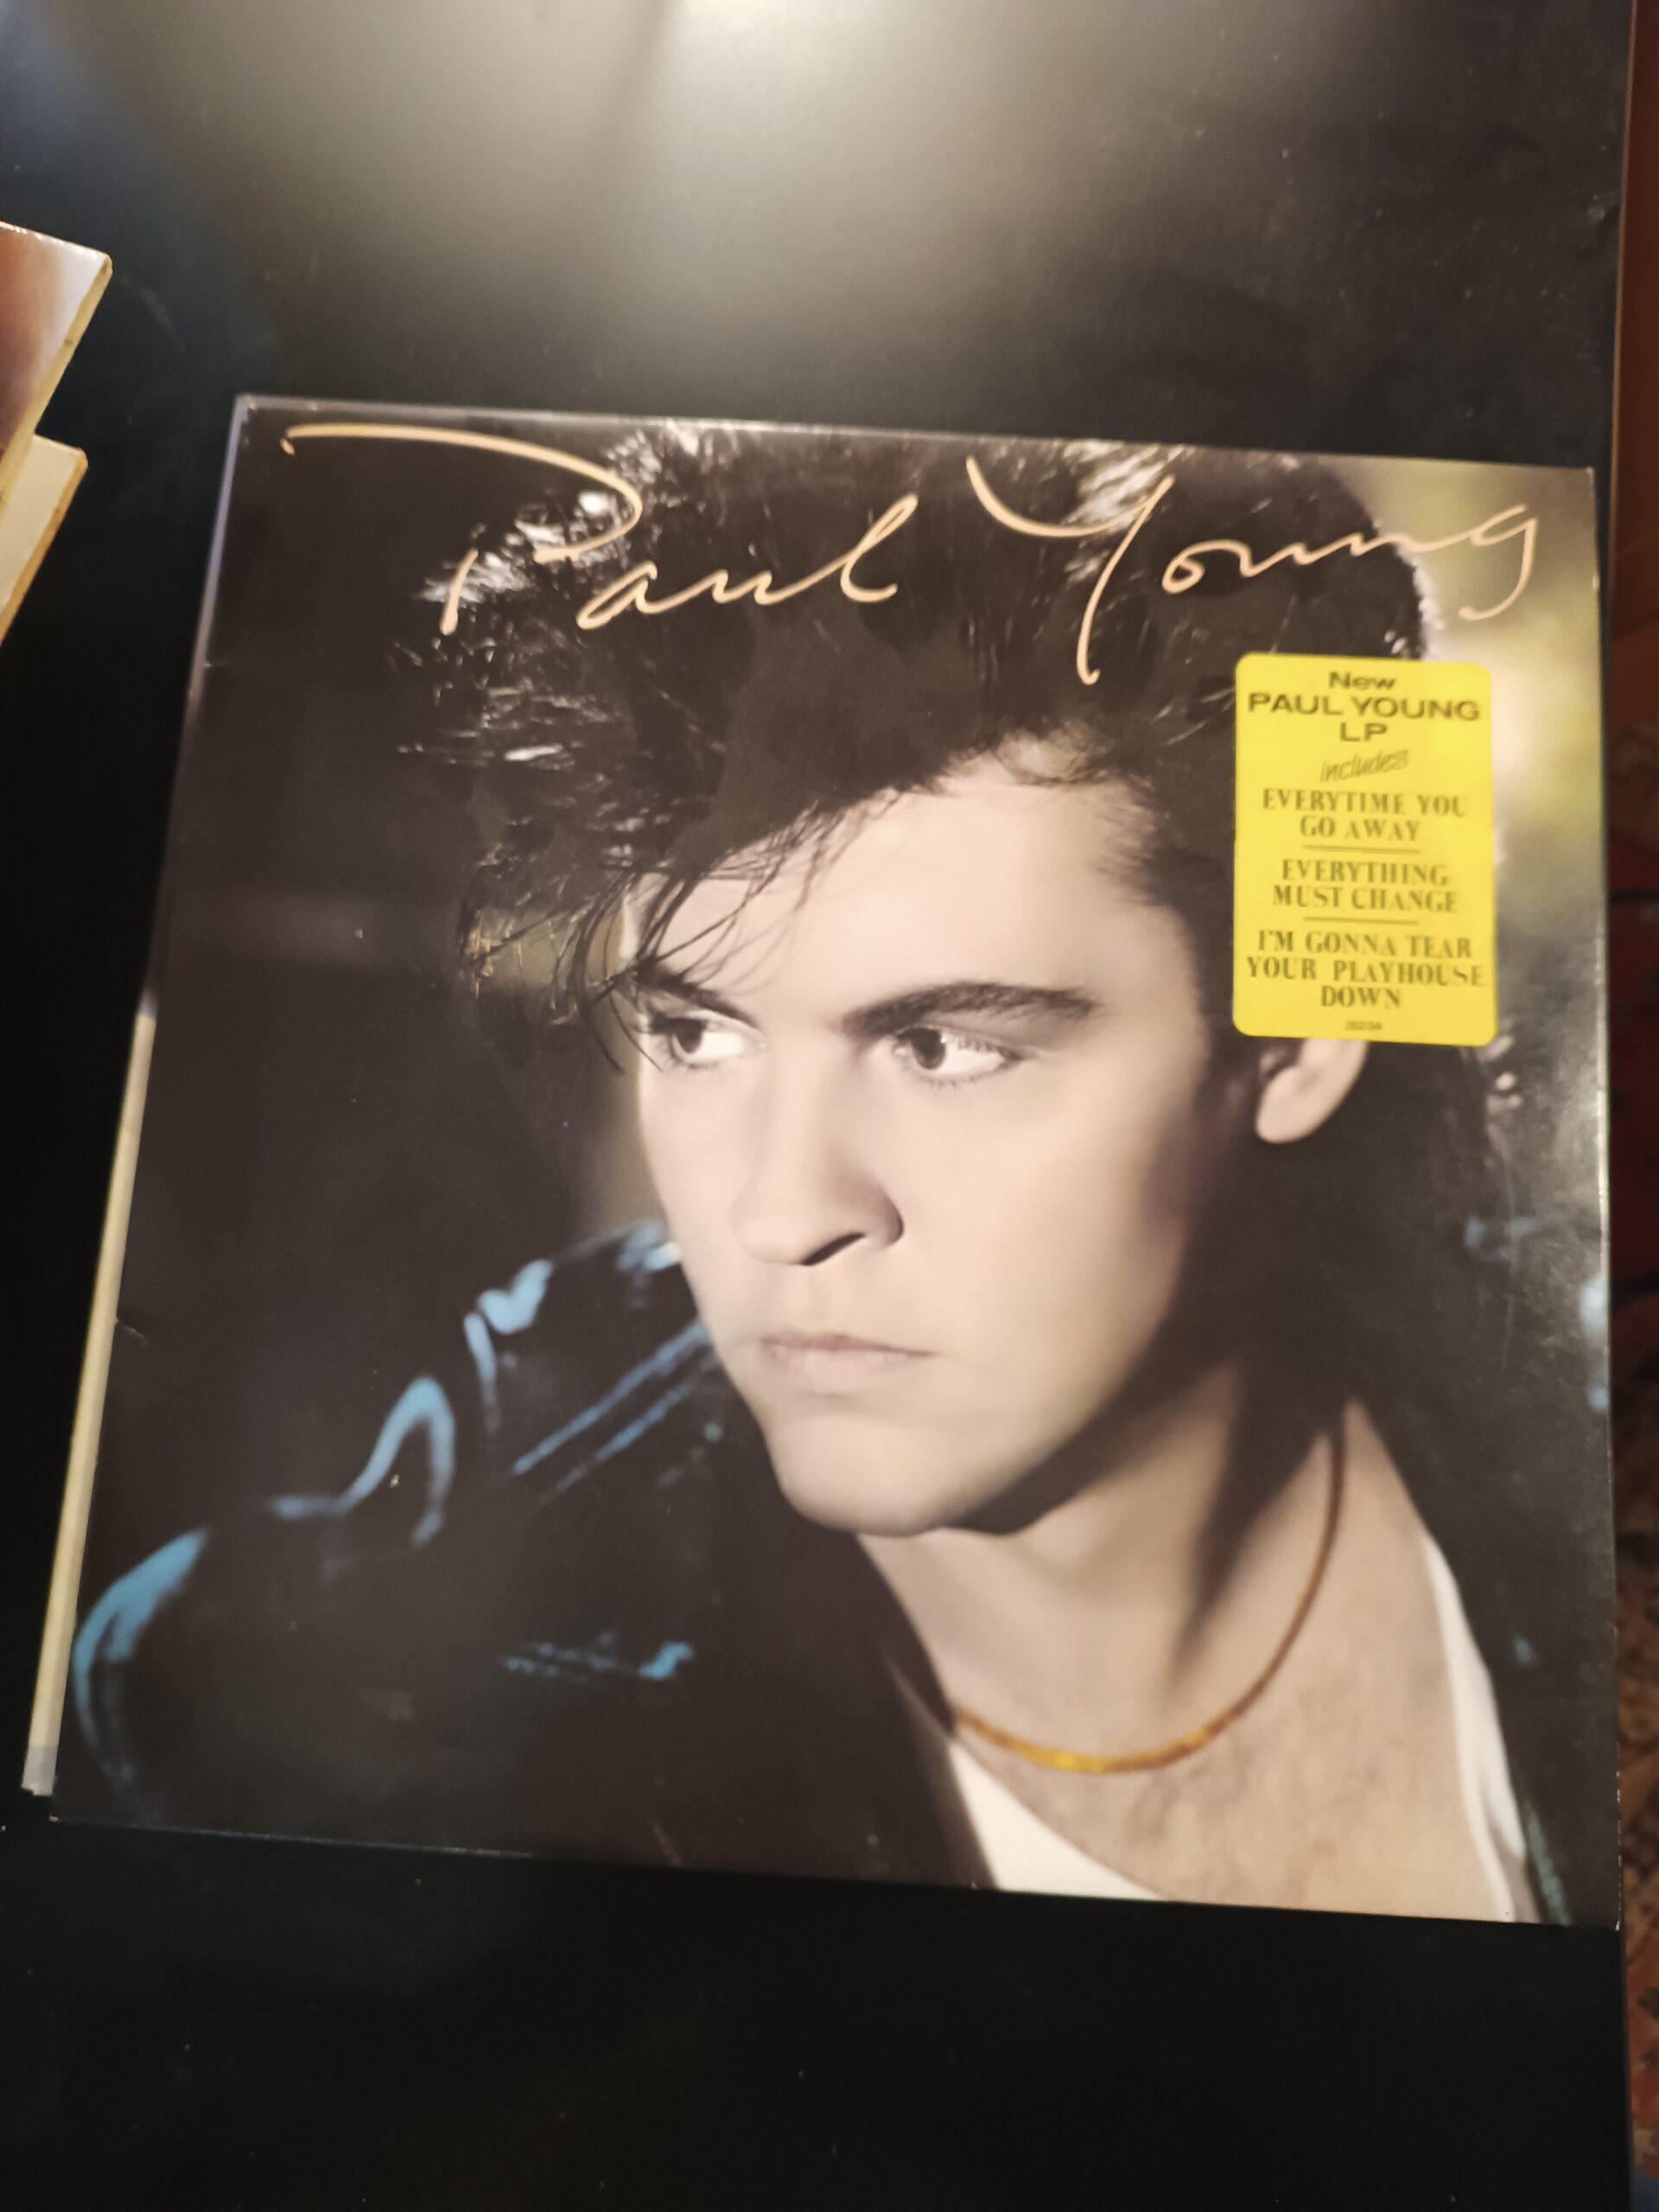 Paul Young
New
PAUL YOUNG
LP
includes
EVERYTIME YOU
GO AWAY
EVERYTHING
MUST CHANGE
I'M GONNA TEAR
YOUR PLAYHOUSE
DOWN